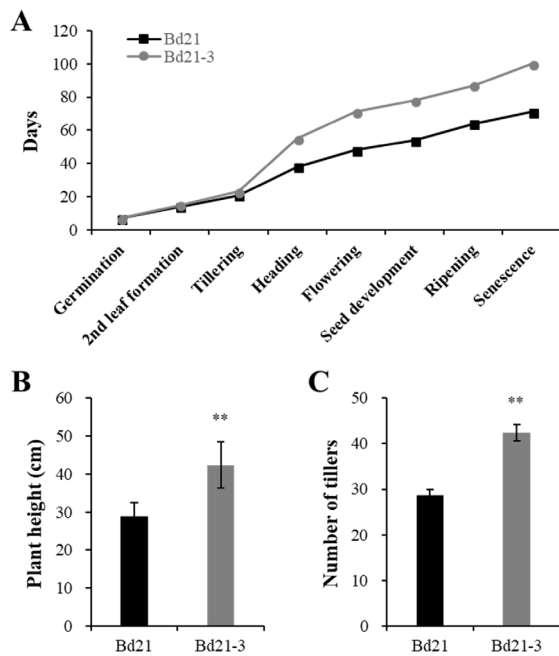 A
Bd21
Bd21-3
Days
120
100
80
60
40
20
0
Germination
2nd leaf formation
Tillering
Heading
Flowering
Seed development
Ripening
Senescence
B
Plant height (cm)
60
50
40
30
20
10
0
**
Bd21
Bd21-3
C
Number of tillers
50
40
30
20
10
0
**
Bd21
Bd21-3